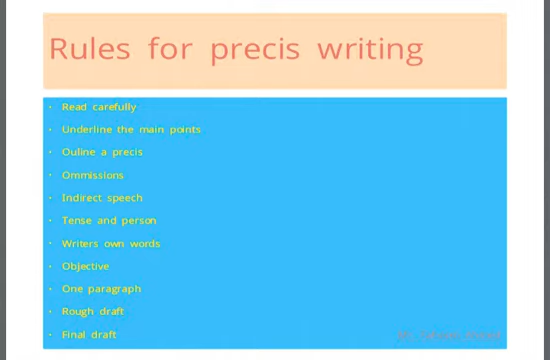 Rules for precis writing
• Read carefully
• Underline the main points
• Ouline a precis
• Ommissions
• Indirect speech
• Tense and person
• Writers own words
• Objective
• One paragraph
• Rough draft
• Final draft